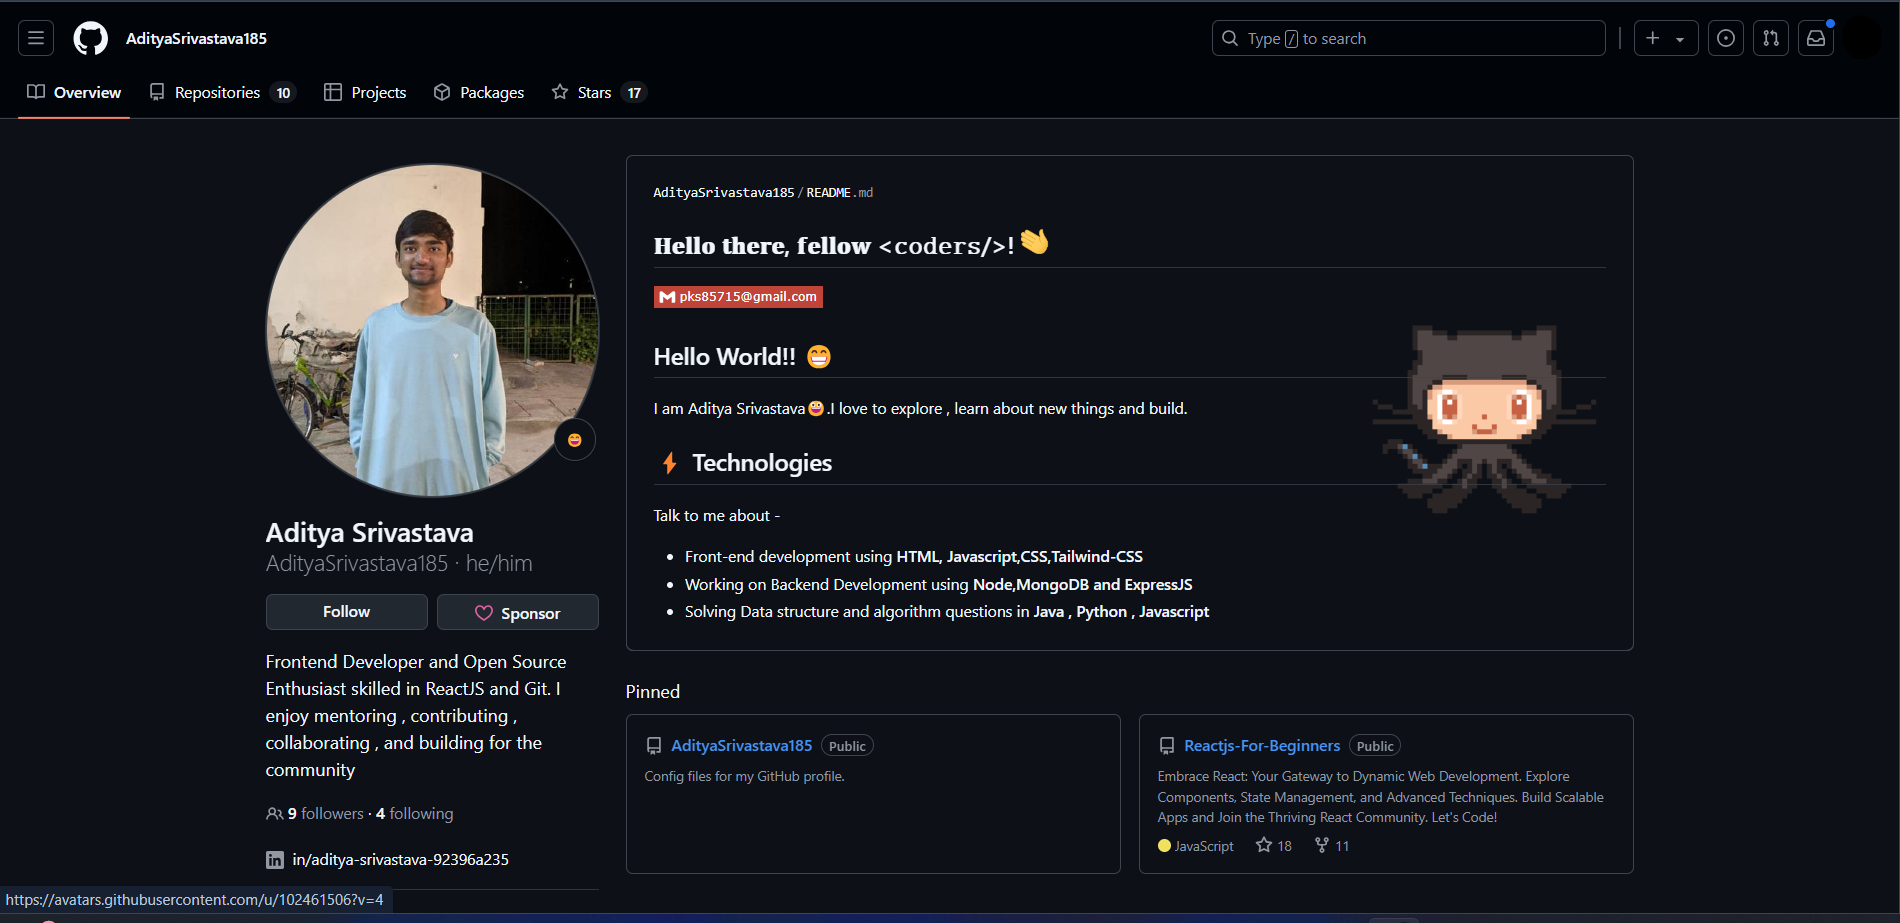 AdityaSrivastava185
Type / to search
Overview
Repositories 10
Projects
Packages
Stars 17
Aditya Srivastava
AdityaSrivastava185 · he/him
Follow
Sponsor
Frontend Developer and Open Source
Enthusiast skilled in ReactJS and Git. I
enjoy mentoring , contributing ,
collaborating , and building for the
community
9 followers · 4 following
in/aditya-srivastava-92396a235
AdityaSrivastava185/README.md
Hello there, fellow <coders/>! 👋
pks85715@gmail.com
Hello World!! 😁
I am Aditya Srivastava😀.I love to explore , learn about new things and build.
⚡ Technologies
Talk to me about -
• Front-end development using HTML, Javascript,CSS,Tailwind-CSS
• Working on Backend Development using Node,MongoDB and ExpressJS
• Solving Data structure and algorithm questions in Java , Python , Javascript
Pinned
AdityaSrivastava185 Public
Config files for my GitHub profile.
Reactjs-For-Beginners Public
Embrace React: Your Gateway to Dynamic Web Development. Explore
Components, State Management, and Advanced Techniques. Build Scalable
Apps and Join the Thriving React Community. Let's Code!
JavaScript 18 11
https://avatars.githubusercontent.com/u/102461506?v=4